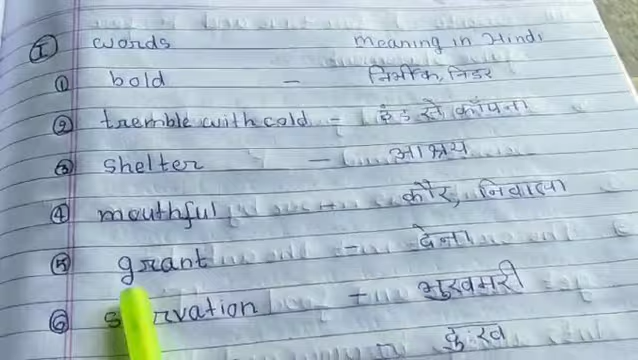 I words meaning in Hindi
1 bold – निर्भीक, निडर
2 tremble with cold – ठंड से काँपना
3 shelter – आश्रय
4 mouthful – कौर, निवाला
5 grant – देना
6 – भुखमरी
– दुःख